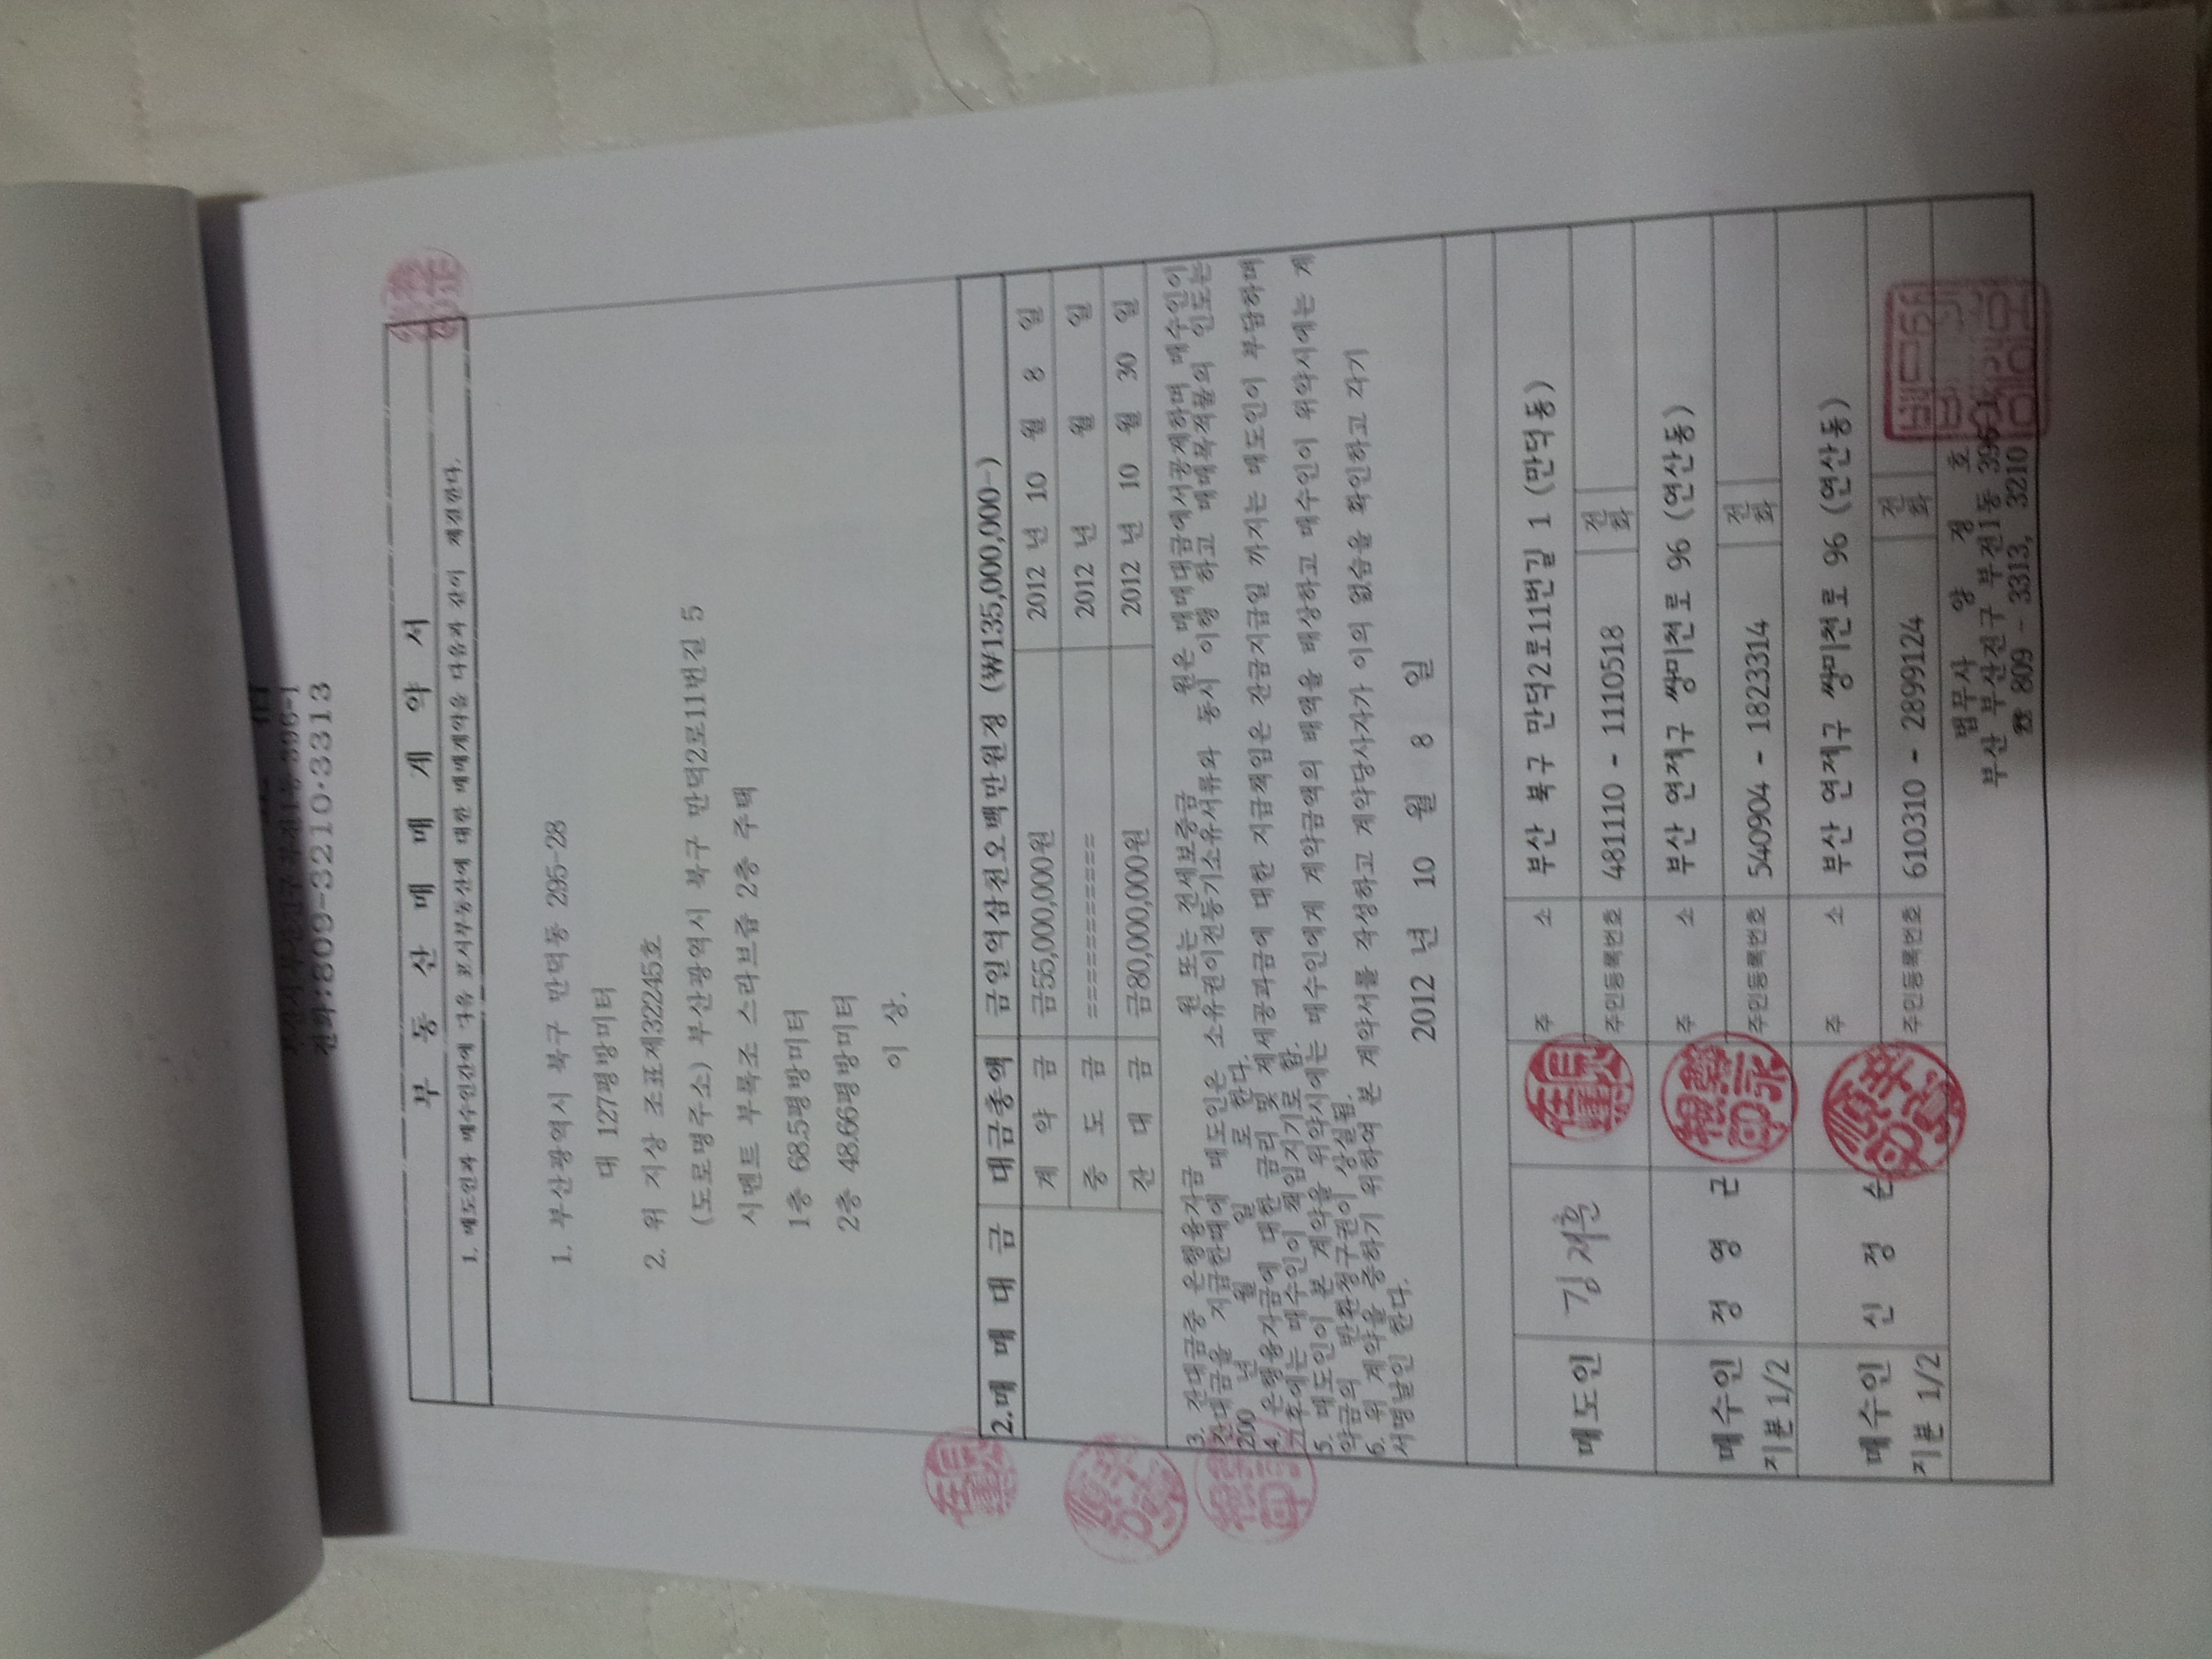 전화:809-3210·3313
부 동 산 매 매 계 약 서
1. 매도인과 매수인간에 대유 표시부동산에 대한 매매계약을 다음과 같이 체결한다.
1. 부산광역시 북구 만덕동 295-28
대 127평방미터
2. 위 지상 조표제32245호
(도로명주소) 부산광역시 북구 만덕2로11번길 5
시멘트 부록조 스라브즙 2층 주택
1층 68.5평방미터
2층 48.66평방미터
이 상.
2.매 매 대 금 대금총액 금일억삼천오백만원정 (₩135,000,000-)
계 약 금 금55,000,000원 2012 년 10 월 8 일
중 도 금 =========== 2012 년 월 일
잔 대 금 금80,000,000원 2012 년 10 월 30 일
3. 잔대금중 은행융자금 원 또는 전세보증금 원은 매매대금에서공제하며 매수인이
잔대금을 지급한때에 매도인은 소유권이전등기소유서류와 동시 이행 하고 매매목적물의 인도는
200 년 월 일 로 한다.
4. 은행융자금에 대한 금리 및 제세공과금에 대한 지급책임은 잔금지급일 까지는 매도인이 부담하며
그후에는 매수인이 책임지기로 함.
5. 매도인이 본 계약을 위약시에는 매수인에게 계약금액의 배액을 배상하고 매수인이 위약시에는 계
약금의 반환청구권이 상실됨.
6. 위 계약을 증하기 위하여 본 계약서를 작성하고 계약당사자가 이의 없음을 확인하고 각기
서명날인 한다.
2012 년 10 월 8 일
매도인 김재훈 주 소 부산 북구 만덕2로11번길 1 (만덕동)
주민등록번호 481110 - 1110518 전화
매수인 지분 1/2 정 영 근 주 소 부산 연제구 쌍미천로 96 (연산동)
주민등록번호 540904 - 1823314 전화
매수인 지분 1/2 신 정 순 주 소 부산 연제구 쌍미천로 96 (연산동)
주민등록번호 610310 - 2899124 전화
법무사 양 정 호
부산 부산진구 부전1동 396-1
☎ 809 - 3313, 3210